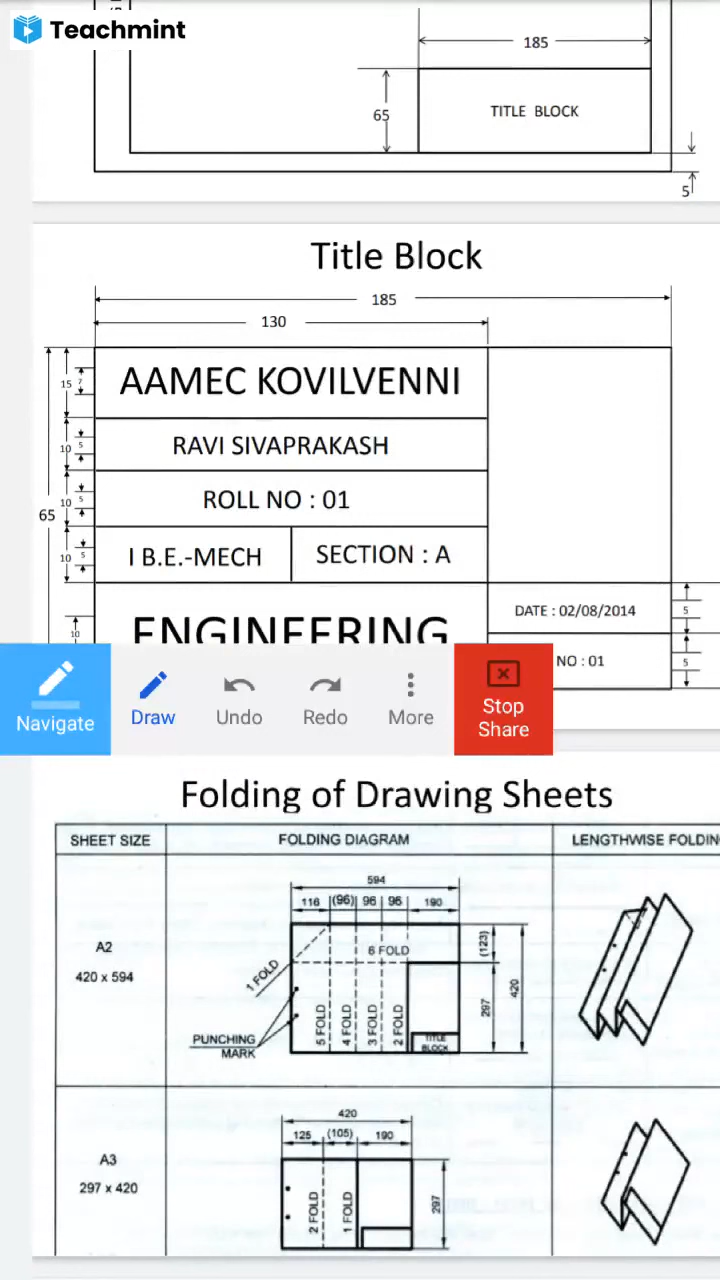 Teachmint
185
65
TITLE BLOCK
5
Title Block
185
130
15 7
AAMEC KOVILVENNI
10 5
RAVI SIVAPRAKASH
10 5
ROLL NO : 01
65
10 5
I B.E.-MECH
SECTION : A
DATE : 02/08/2014
5
10
ENGINEERING
NO : 01
5
Navigate
Draw
Undo
Redo
More
Stop
Share
Folding of Drawing Sheets
SHEET SIZE
FOLDING DIAGRAM
LENGTHWISE FOLDIN
594
116 (96) 96 96 190
A2
420 x 594
1 FOLD
6 FOLD
(123)
420
297
5 FOLD
4 FOLD
3 FOLD
2 FOLD
PUNCHING
MARK
TITLE
BLOCK
420
125 (105) 190
A3
297 x 420
2 FOLD
1 FOLD
297